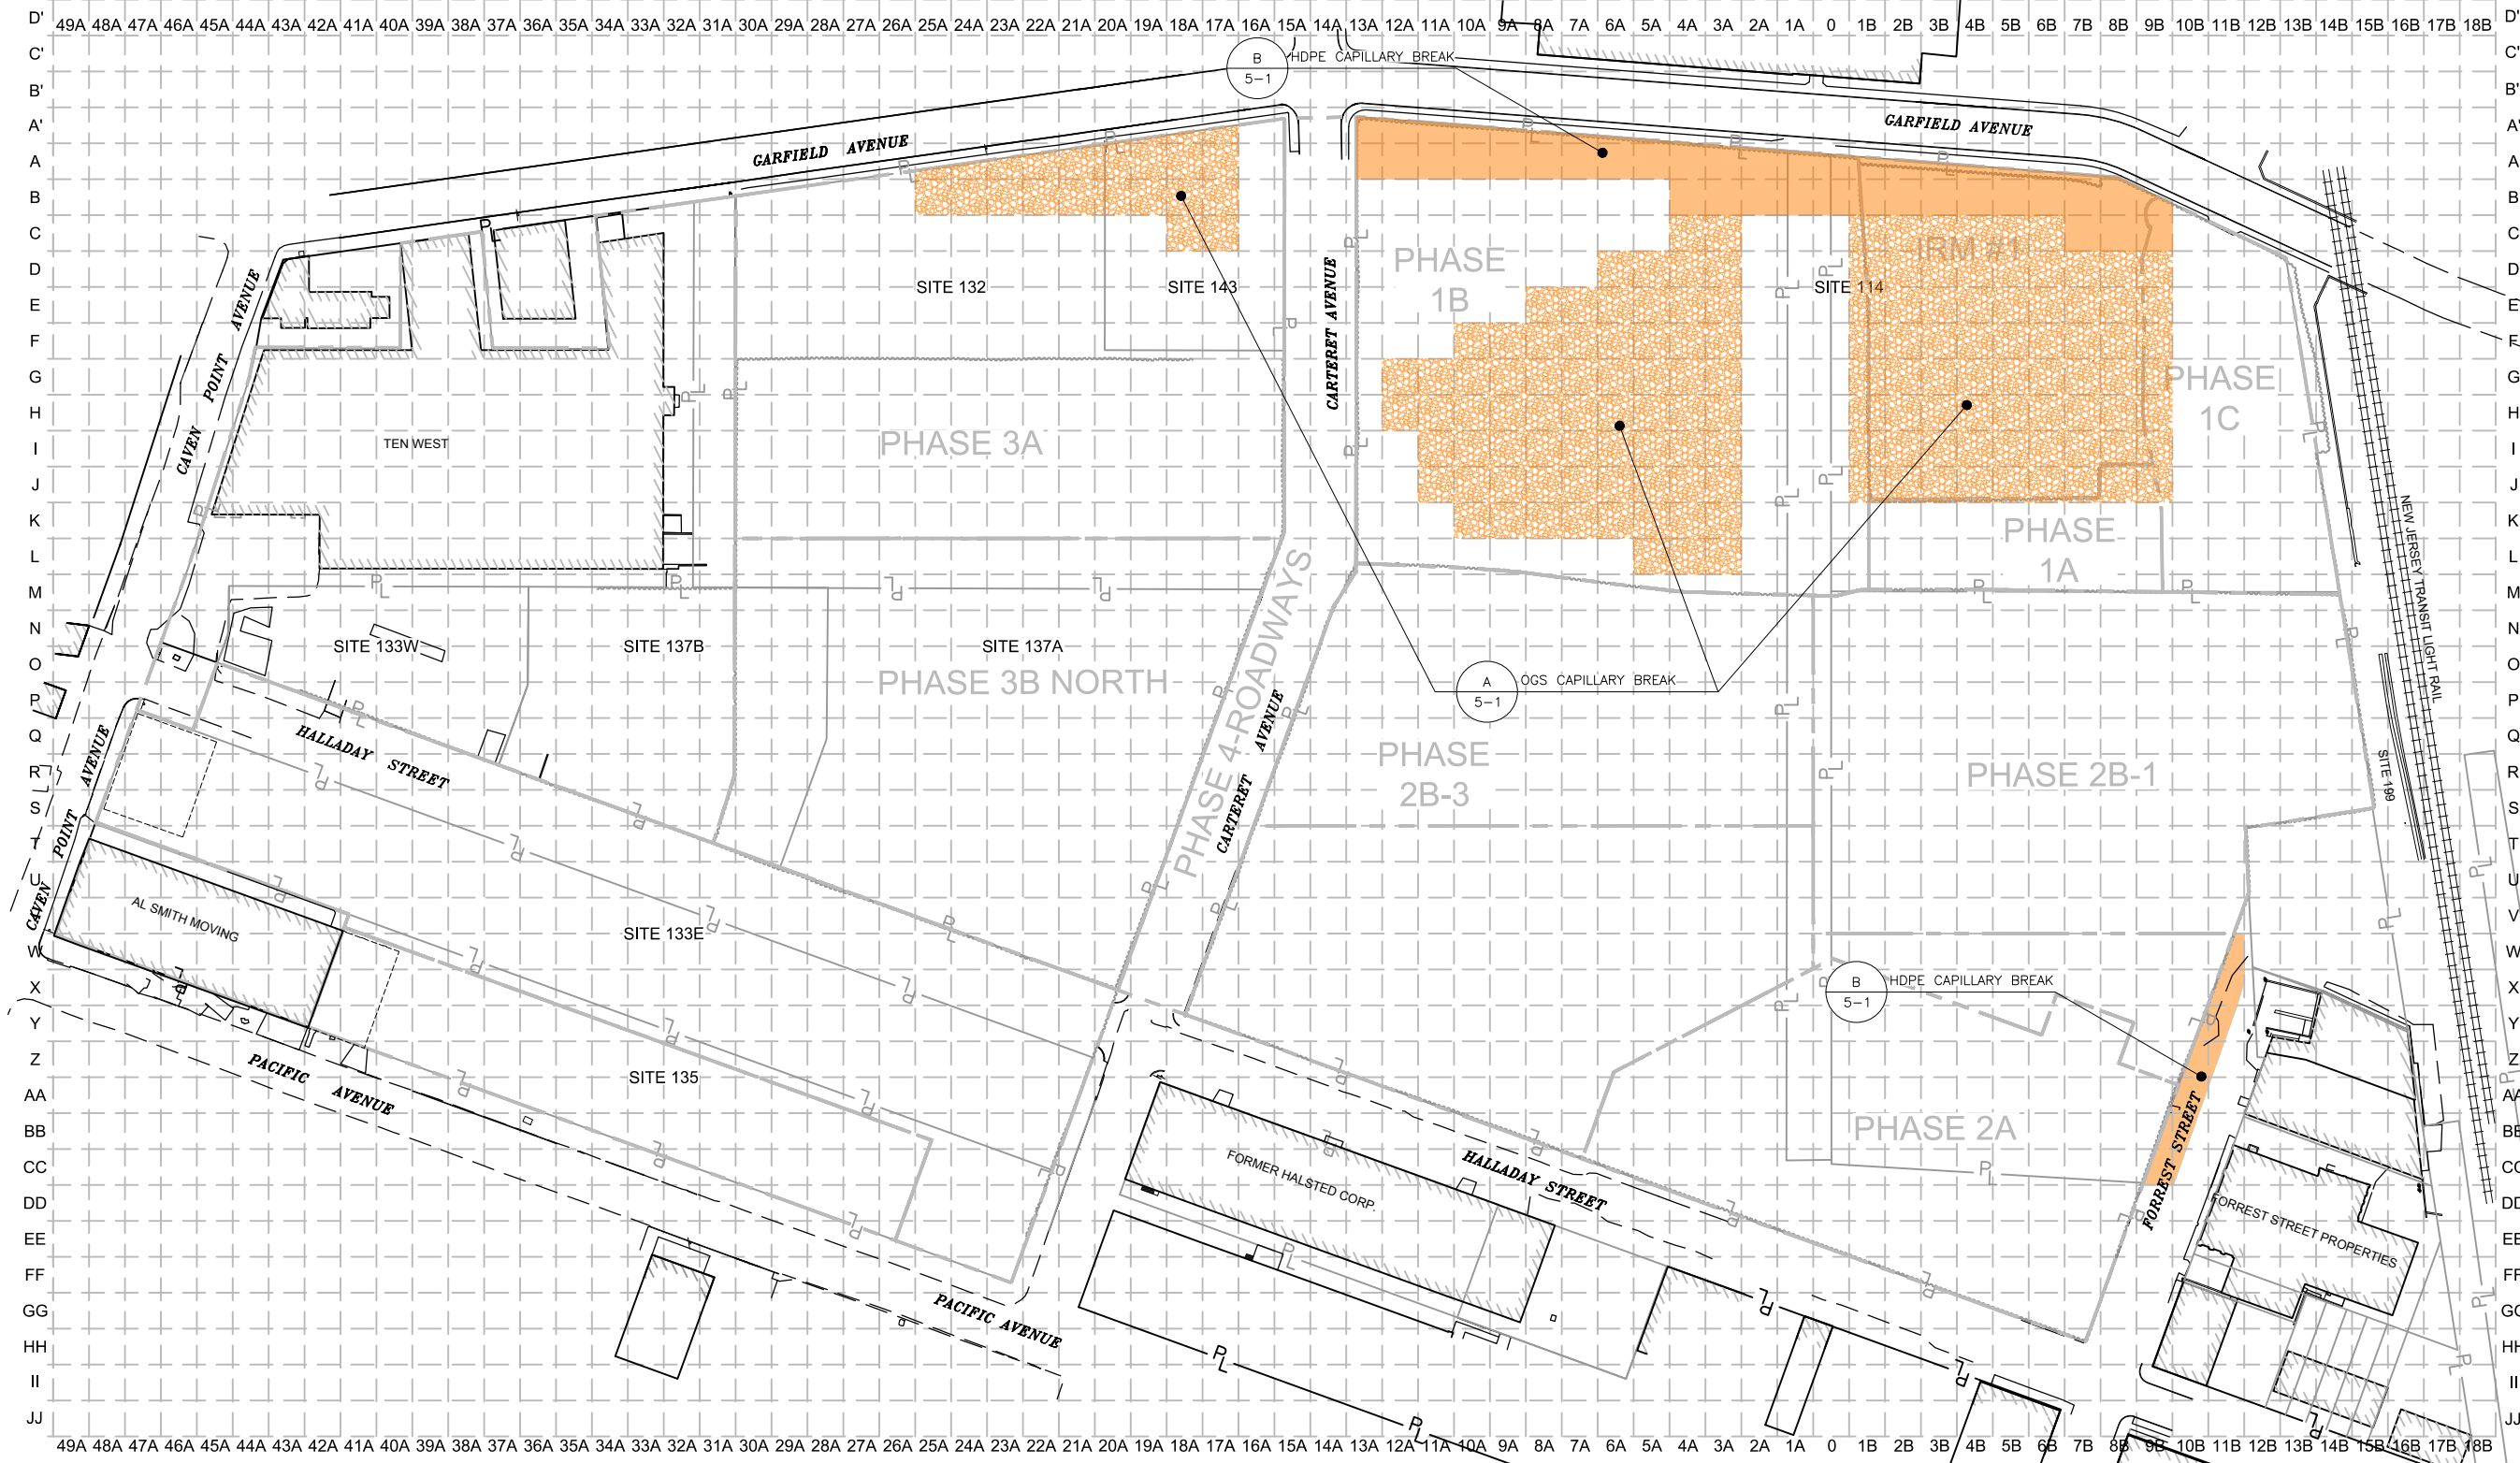 D' 49A 48A 47A 46A 45A 44A 43A 42A 41A 40A 39A 38A 37A 36A 35A 34A 33A 32A 31A 30A 29A 28A 27A 26A 25A 24A 23A 22A 21A 20A 19A 18A 17A 16A 15A 14A 13A 12A 11A 10A 9A 8A 7A 6A 5A 4A 3A 2A 1A 0 1B 2B 3B 4B 5B 6B 7B 8B 9B 10B 11B 12B 13B 14B 15B 16B 17B 18B D'
C' C'
B' B'
A' A'
A A
B B
C C
D D
E E
F F
G G
H H
I I
J J
K K
L L
M M
N N
O O
P P
Q Q
R R
S S
T T
U U
V
W W
X X
Y Y
Z Z
AA AA
BB BB
CC CC
DD DD
EE EE
FF FF
GG GG
HH HH
II II
JJ JJ
B
5-1
HDPE CAPILLARY BREAK
GARFIELD AVENUE
GARFIELD AVENUE
CAVEN POINT AVENUE
CARTERET AVENUE
SITE 132
SITE 143
PHASE
1B
IRM #1
SITE 114
PHASE
1C
TEN WEST
PHASE 3A
PHASE
1A
NEW JERSEY TRANSIT LIGHT RAIL
SITE 133W
SITE 137B
SITE 137A
PHASE 3B NORTH
PHASE 4-ROADWAYS
CARTERET AVENUE
A
5-1
OGS CAPILLARY BREAK
PHASE
2B-3
PHASE 2B-1
SITE 199
HALLADAY STREET
CAVEN POINT AVENUE
AL SMITH MOVING
SITE 133E
B
5-1
HDPE CAPILLARY BREAK
PACIFIC AVENUE
SITE 135
PHASE 2A
FORREST STREET
FORMER HALSTED CORP.
HALLADAY STREET
FORREST STREET PROPERTIES
PACIFIC AVENUE
49A 48A 47A 46A 45A 44A 43A 42A 41A 40A 39A 38A 37A 36A 35A 34A 33A 32A 31A 30A 29A 28A 27A 26A 25A 24A 23A 22A 21A 20A 19A 18A 17A 16A 15A 14A 13A 12A 11A 10A 9A 8A 7A 6A 5A 4A 3A 2A 1A 0 1B 2B 3B 4B 5B 6B 7B 8B 9B 10B 11B 12B 13B 14B 15B 16B 17B 18B